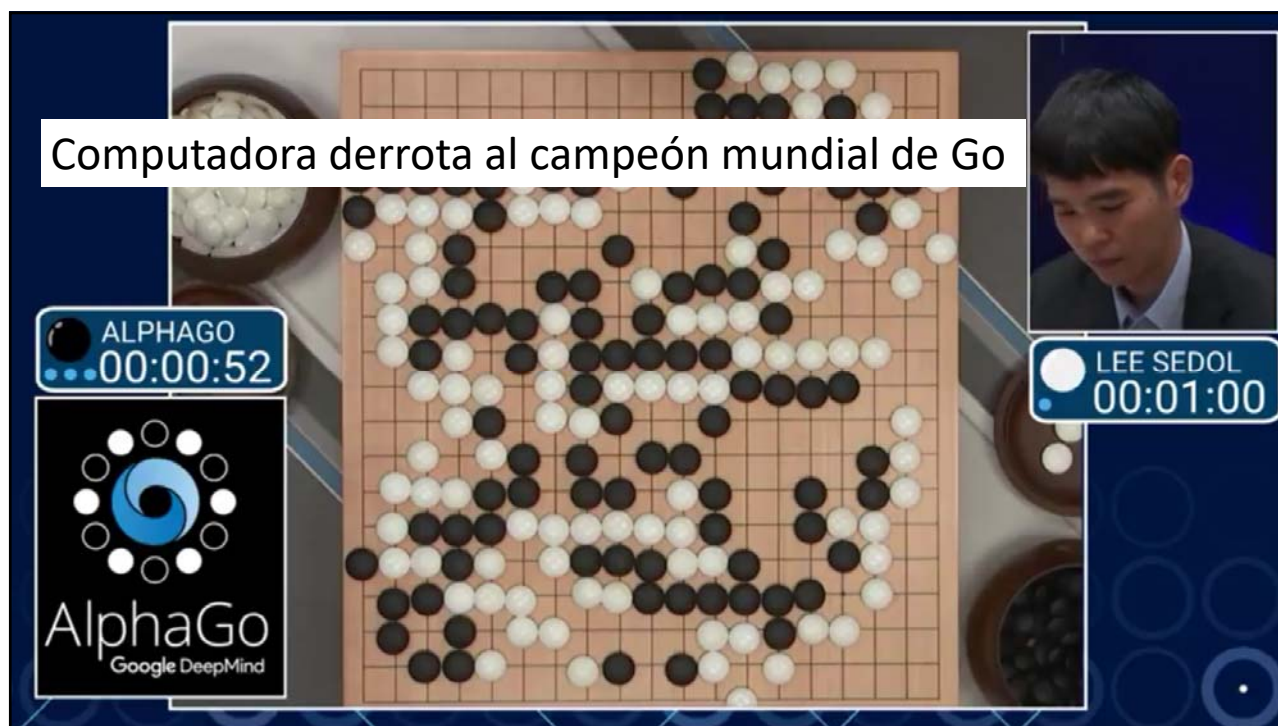 Computadora derrota al campeón mundial de Go
ALPHAGO
00:00:52
LEE SEDOL
00:01:00
AlphaGo
Google DeepMind